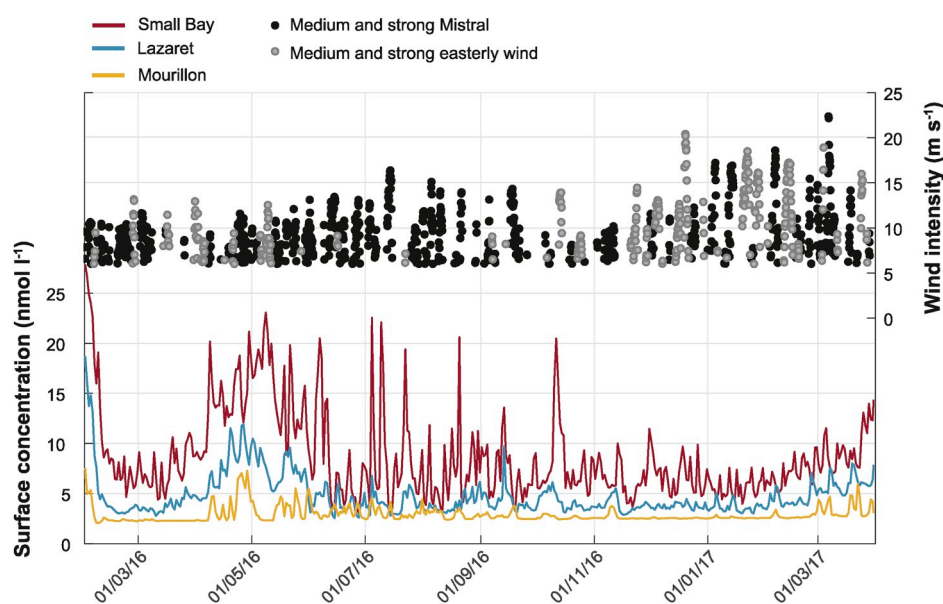 Small Bay
Lazaret
Mourillon
Medium and strong Mistral
Medium and strong easterly wind
Surface concentration (nmol l⁻¹)
25
20
15
10
5
0
Wind intensity (m s⁻¹)
25
20
15
10
5
0
01/03/16
01/05/16
01/07/16
01/09/16
01/11/16
01/01/17
01/03/17